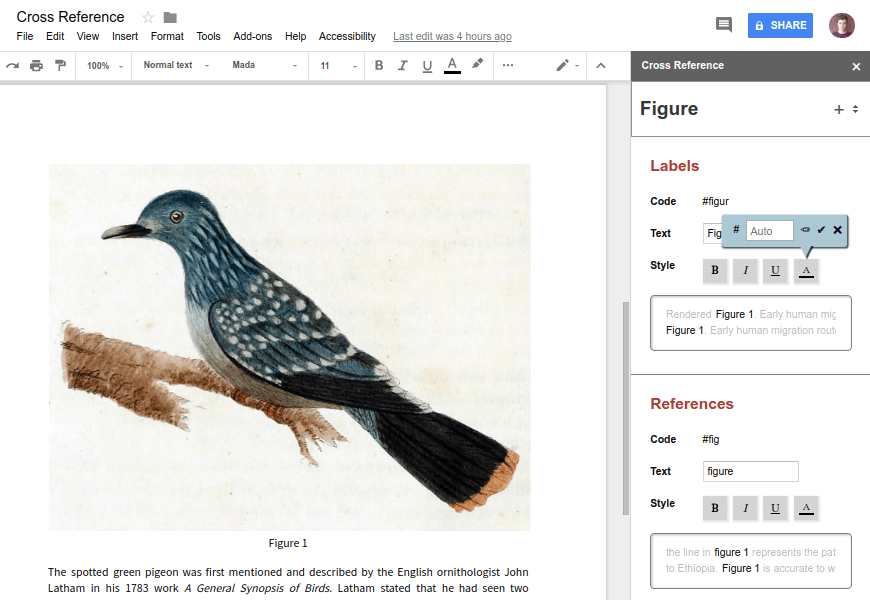 Cross Reference
File Edit View Insert Format Tools Add-ons Help Accessibility Last edit was 4 hours ago
SHARE
100% Normal text Mada 11 B I U A ...
Cross Reference ×
Figure + 
Labels
Code #figur
Text Fig
# Auto
Style B I U A
Rendered Figure 1. Early human mig
Figure 1. Early human migration rout
References
Code #fig
Text figure
Style B I U A
the line in figure 1 represents the pat
to Ethiopia. Figure 1 is accurate to w
Figure 1
The spotted green pigeon was first mentioned and described by the English ornithologist John
Latham in his 1783 work A General Synopsis of Birds. Latham stated that he had seen two